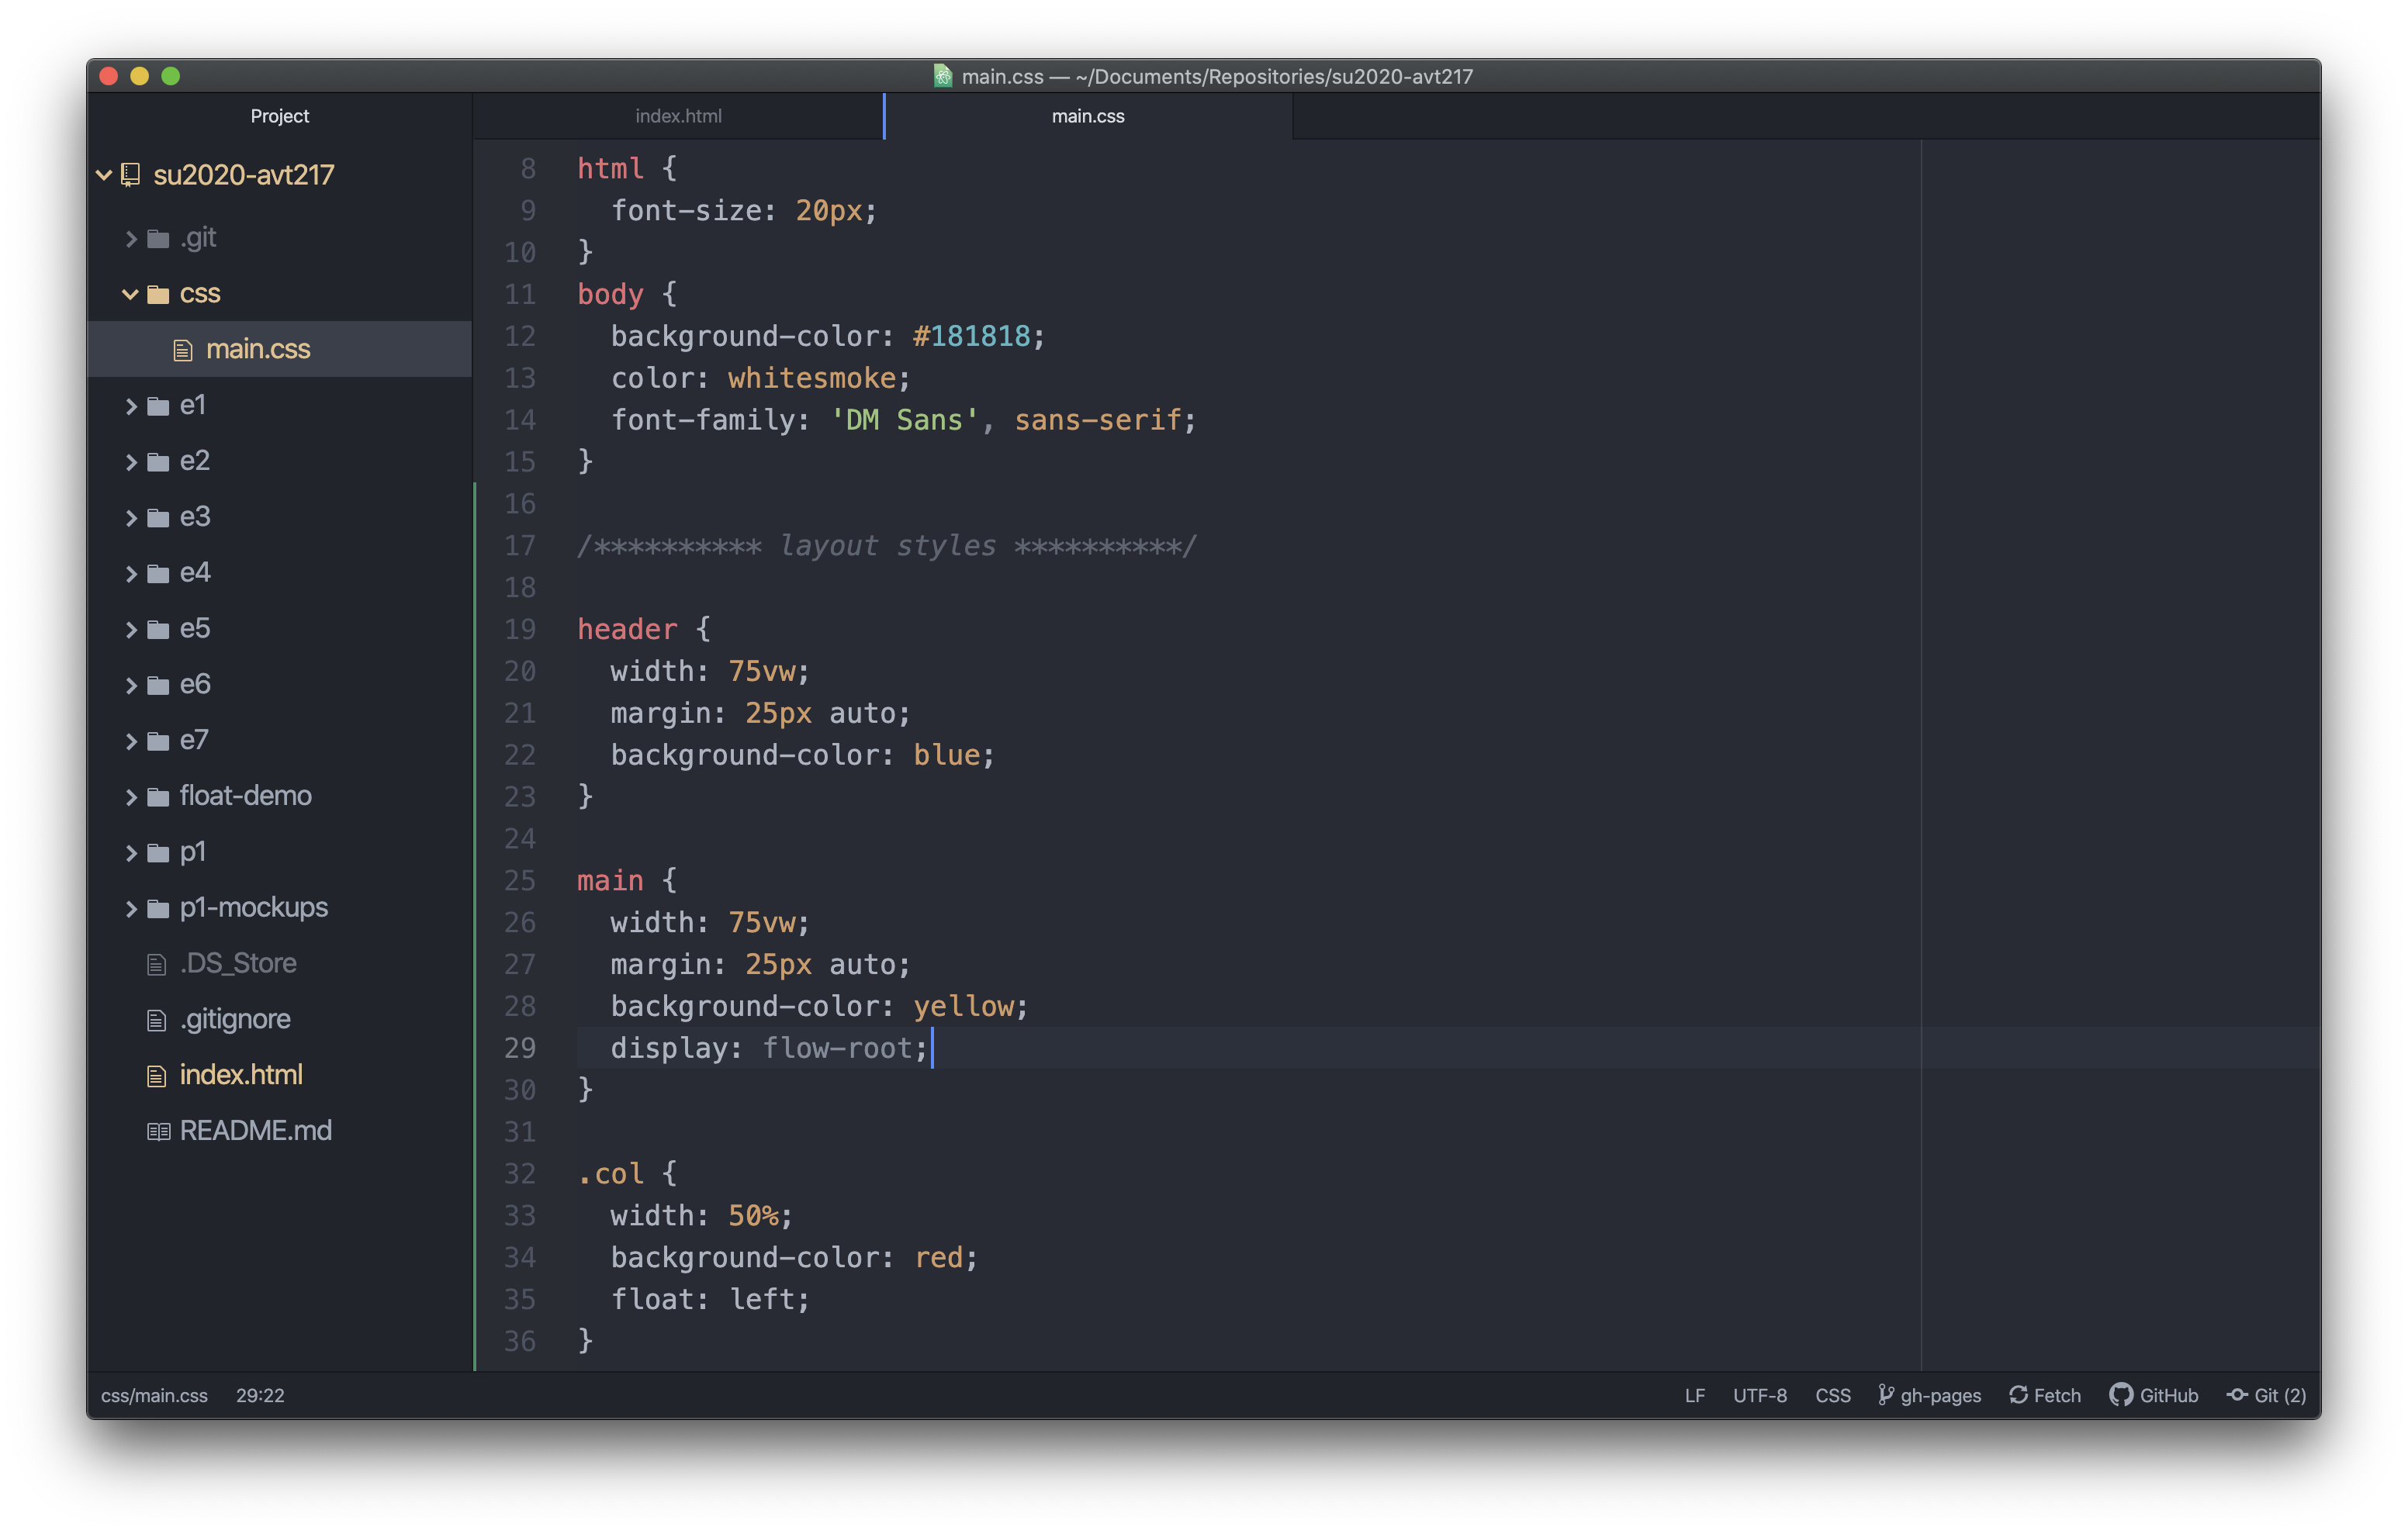 main.css — ~/Documents/Repositories/su2020-avt217
Project
index.html
main.css
su2020-avt217
.git
css
main.css
e1
e2
e3
e4
e5
e6
e7
float-demo
p1
p1-mockups
.DS_Store
.gitignore
index.html
README.md
8 html {
9 font-size: 20px;
10 }
11 body {
12 background-color: #181818;
13 color: whitesmoke;
14 font-family: 'DM Sans', sans-serif;
15 }
16
17 /********** layout styles **********/
18
19 header {
20 width: 75vw;
21 margin: 25px auto;
22 background-color: blue;
23 }
24
25 main {
26 width: 75vw;
27 margin: 25px auto;
28 background-color: yellow;
29 display: flow-root;
30 }
31
32 .col {
33 width: 50%;
34 background-color: red;
35 float: left;
36 }
css/main.css 29:22 LF UTF-8 CSS gh-pages Fetch GitHub Git (2)